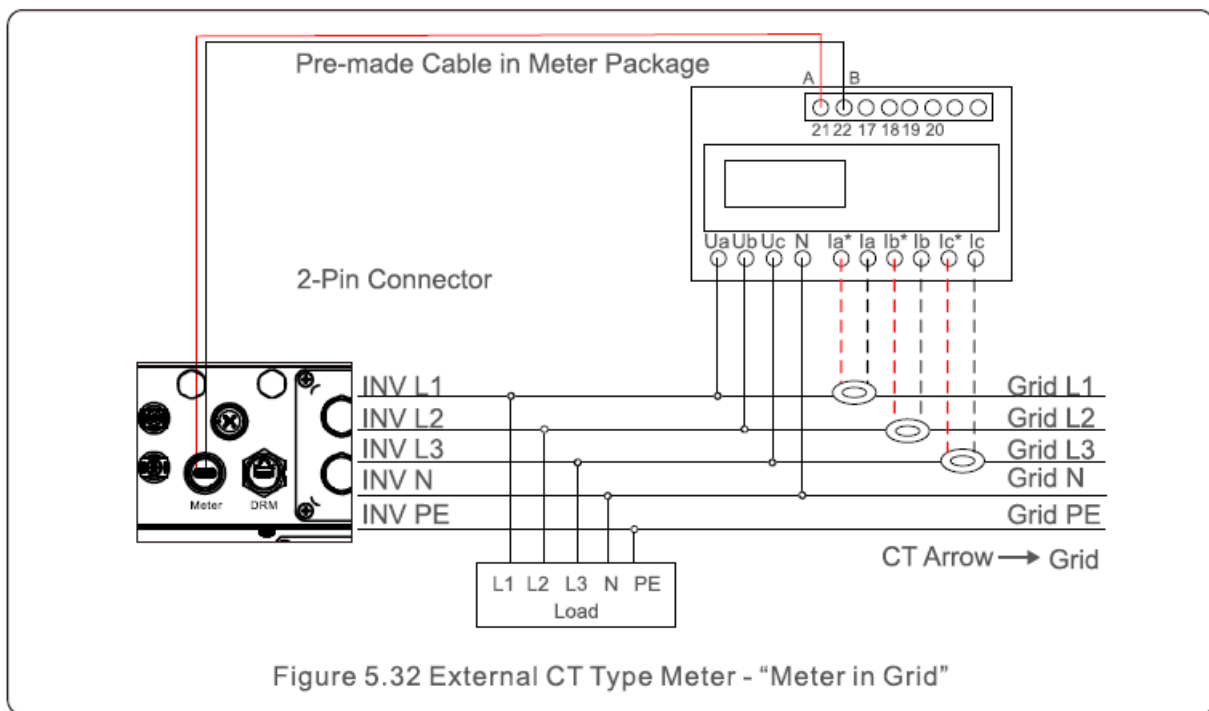 Pre-made Cable in Meter Package
A B
21 22 17 18 19 20
Ua Ub Uc N Ia* Ia Ib* Ib Ic* Ic
2-Pin Connector
Meter DRM
INV L1 Grid L1
INV L2 Grid L2
INV L3 Grid L3
INV N Grid N
INV PE Grid PE
CT Arrow → Grid
L1 L2 L3 N PE
Load
Figure 5.32 External CT Type Meter - “Meter in Grid”